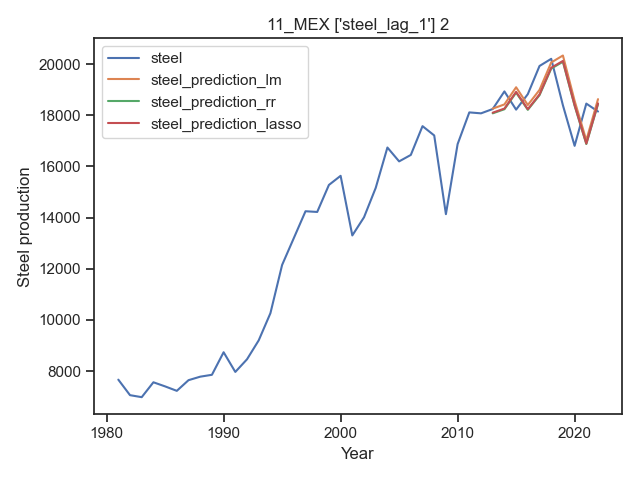 11_MEX ['steel_lag_1'] 2
steel
steel_prediction_lm
steel_prediction_rr
steel_prediction_lasso
Steel production
20000
18000
16000
14000
12000
10000
8000
1980
1990
2000
2010
2020
Year